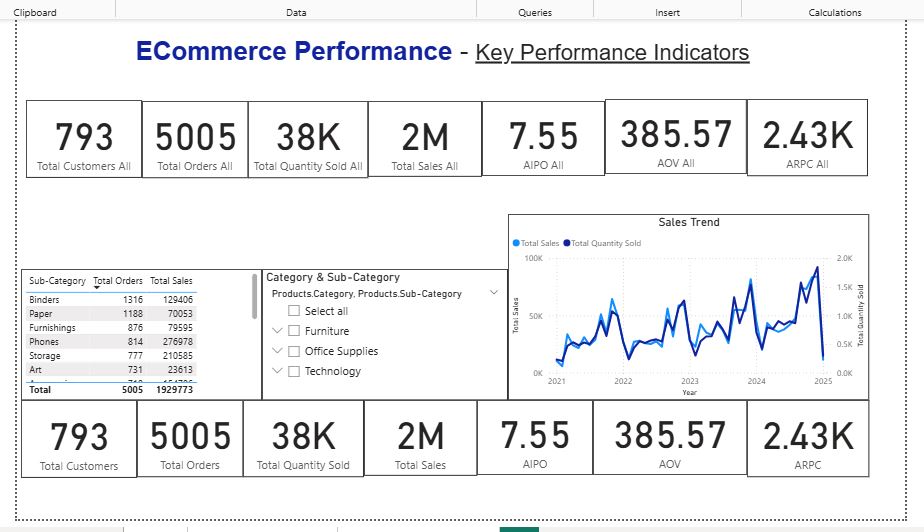 Clipboard Data Queries Insert Calculations
ECommerce Performance - Key Performance Indicators
793 5005 38K 2M 7.55 385.57 2.43K
Total Customers All Total Orders All Total Quantity Sold All Total Sales All AIPO All AOV All ARPC All
Sales Trend
Total Sales Total Quantity Sold
100K 2.0K
1.5K
50K 1.0K
0.5K
0K 0.0K
Total Sales
Total Quantity Sold
2021 2022 2023 2024 2025
Year
Sub-Category Total Orders Total Sales
Binders 1316 129406
Paper 1188 70053
Furnishings 876 79595
Phones 814 276978
Storage 777 210585
Art 731 23613
Total 5005 1929773
Category & Sub-Category
Products.Category, Products.Sub-Category
Select all
Furniture
Office Supplies
Technology
793 5005 38K 2M 7.55 385.57 2.43K
Total Customers Total Orders Total Quantity Sold Total Sales AIPO AOV ARPC